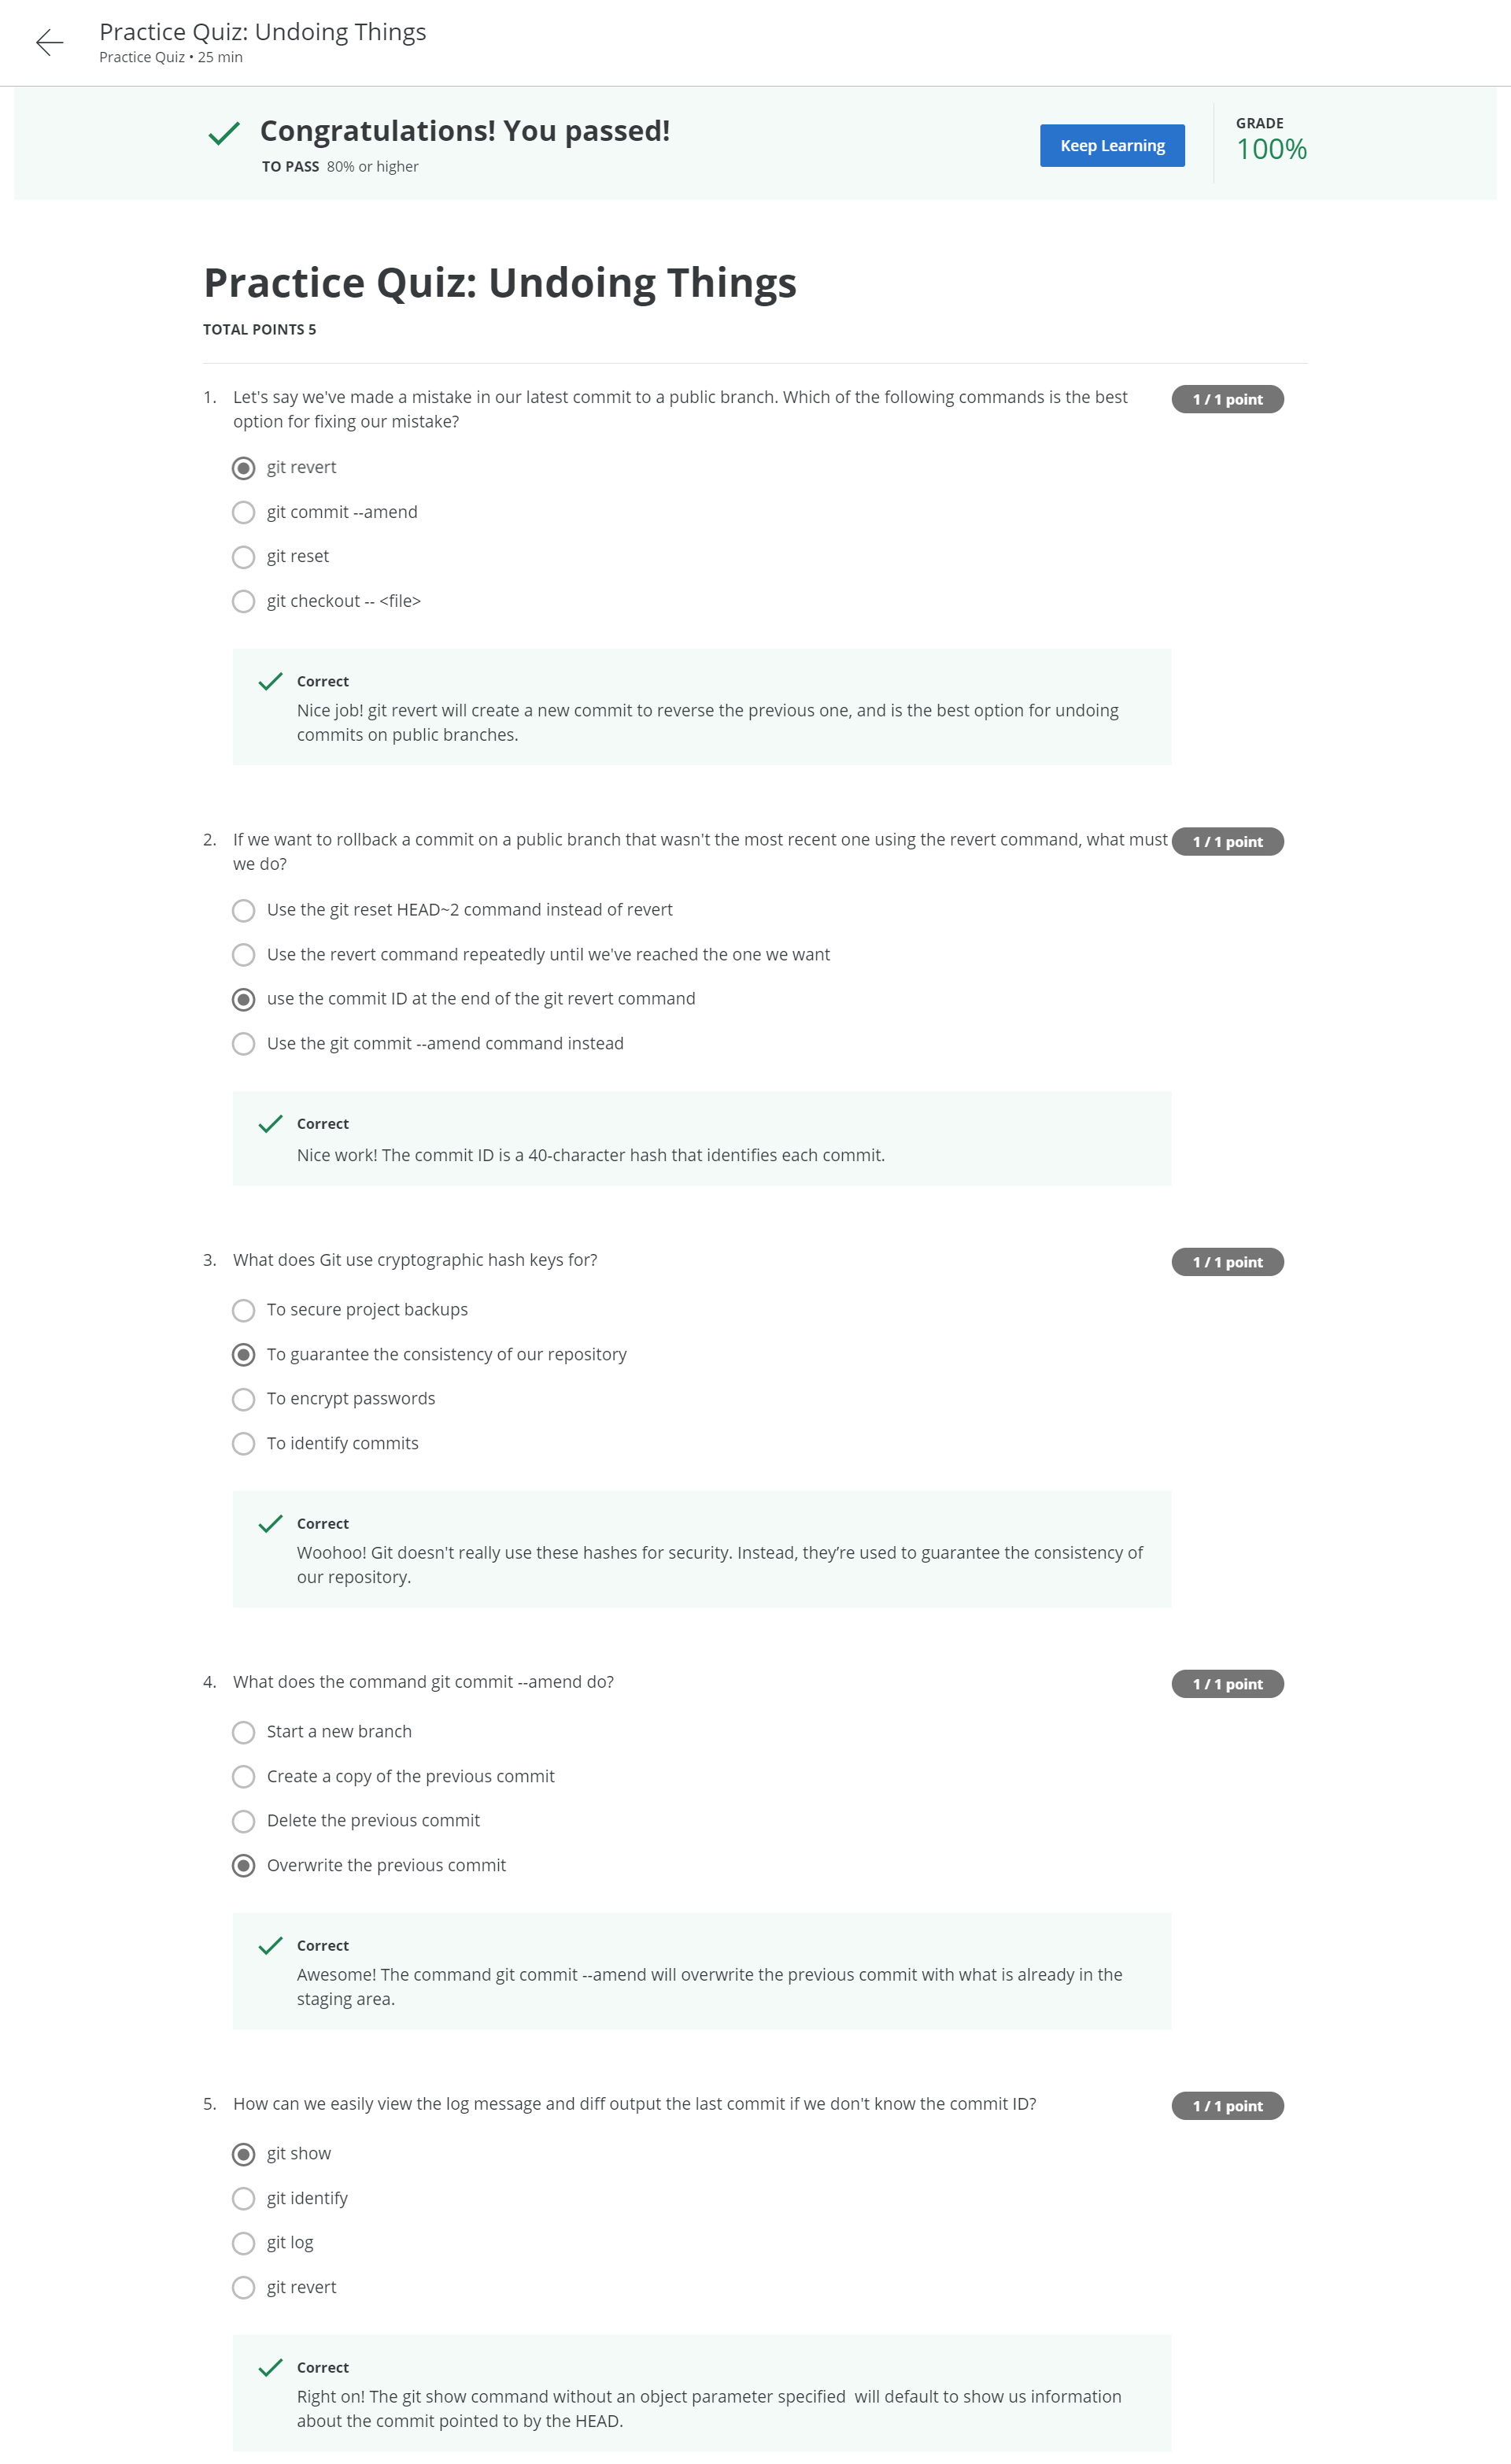 Practice Quiz: Undoing Things
Practice Quiz • 25 min
Congratulations! You passed!
TO PASS 80% or higher
Keep Learning
GRADE
100%
Practice Quiz: Undoing Things
TOTAL POINTS 5
1. Let's say we've made a mistake in our latest commit to a public branch. Which of the following commands is the best
option for fixing our mistake?
1 / 1 point
git revert
git commit --amend
git reset
git checkout -- <file>
Correct
Nice job! git revert will create a new commit to reverse the previous one, and is the best option for undoing
commits on public branches.
2. If we want to rollback a commit on a public branch that wasn't the most recent one using the revert command, what must
we do?
1 / 1 point
Use the git reset HEAD~2 command instead of revert
Use the revert command repeatedly until we've reached the one we want
use the commit ID at the end of the git revert command
Use the git commit --amend command instead
Correct
Nice work! The commit ID is a 40-character hash that identifies each commit.
3. What does Git use cryptographic hash keys for?
1 / 1 point
To secure project backups
To guarantee the consistency of our repository
To encrypt passwords
To identify commits
Correct
Woohoo! Git doesn't really use these hashes for security. Instead, they’re used to guarantee the consistency of
our repository.
4. What does the command git commit --amend do?
1 / 1 point
Start a new branch
Create a copy of the previous commit
Delete the previous commit
Overwrite the previous commit
Correct
Awesome! The command git commit --amend will overwrite the previous commit with what is already in the
staging area.
5. How can we easily view the log message and diff output the last commit if we don't know the commit ID?
1 / 1 point
git show
git identify
git log
git revert
Correct
Right on! The git show command without an object parameter specified  will default to show us information
about the commit pointed to by the HEAD.